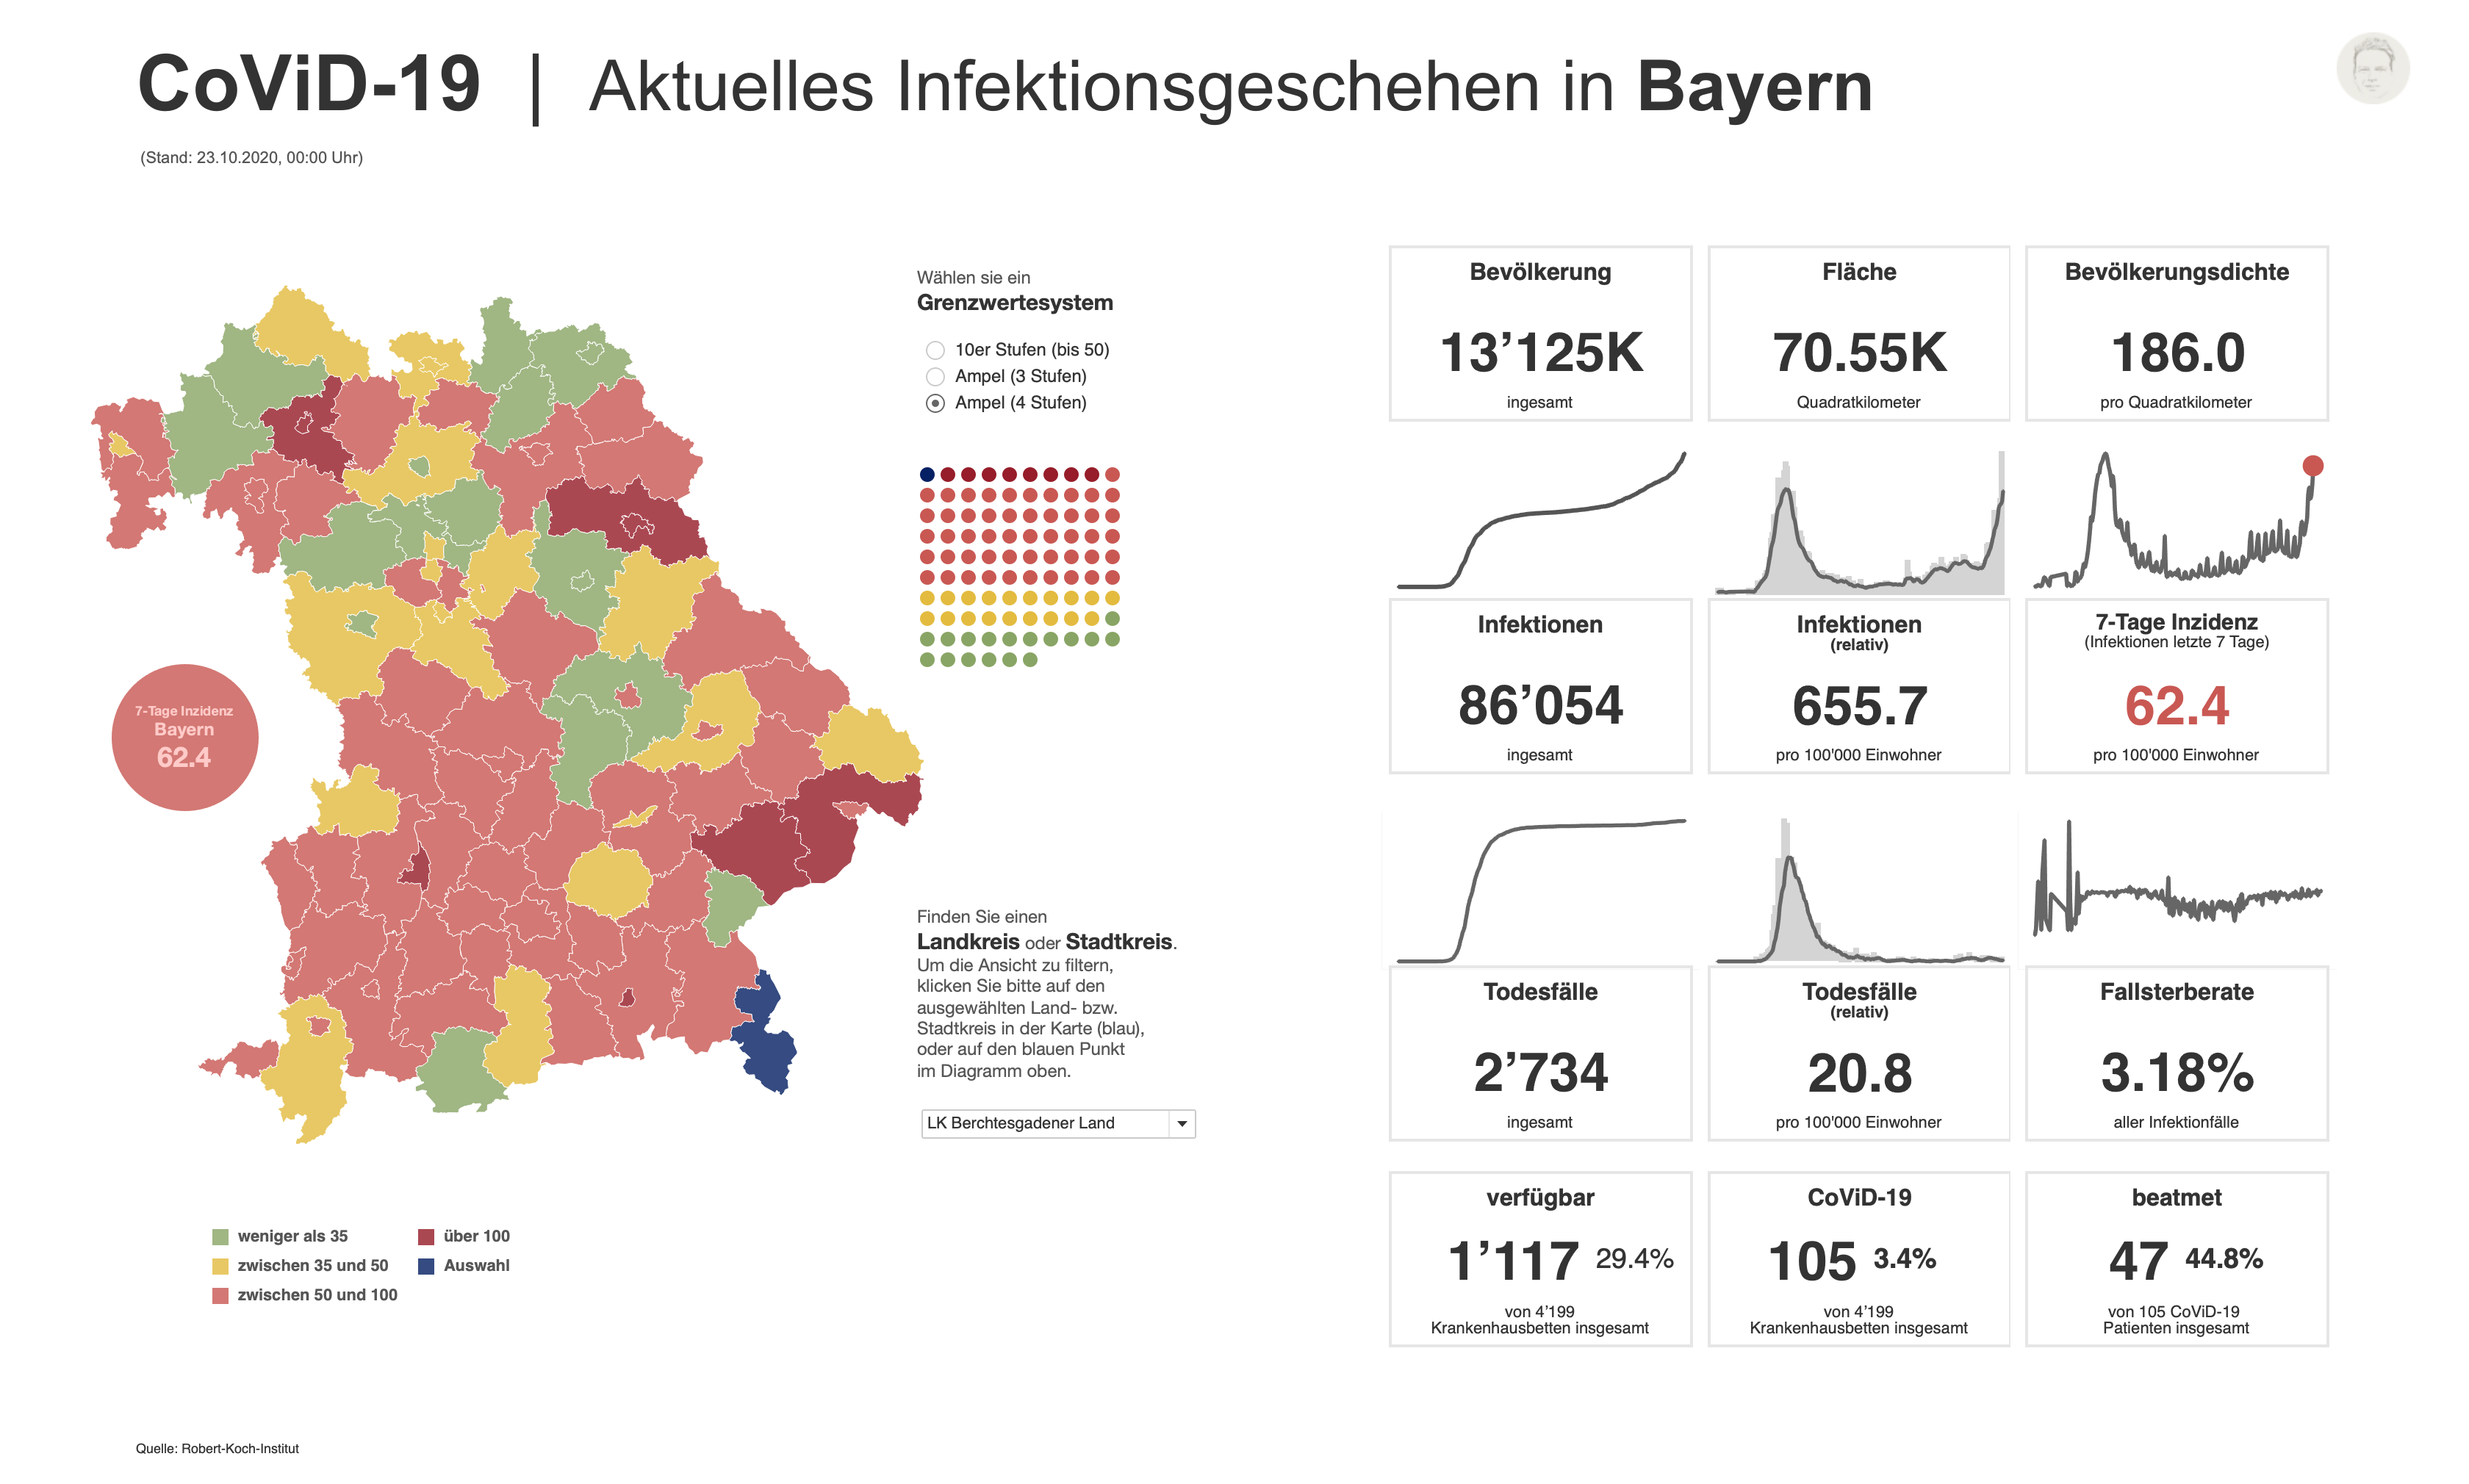 CoViD-19 | Aktuelles Infektionsgeschehen in Bayern
(Stand: 23.10.2020, 00:00 Uhr)
7-Tage Inzidenz
Bayern
62.4
weniger als 35
zwischen 35 und 50
zwischen 50 und 100
über 100
Auswahl
Wählen sie ein
Grenzwertesystem
10er Stufen (bis 50)
Ampel (3 Stufen)
Ampel (4 Stufen)
Finden Sie einen
Landkreis oder Stadtkreis.
Um die Ansicht zu filtern,
klicken Sie bitte auf den
ausgewählten Land- bzw.
Stadtkreis in der Karte (blau),
oder auf den blauen Punkt
im Diagramm oben.
LK Berchtesgadener Land
Bevölkerung
13’125K
ingesamt
Fläche
70.55K
Quadratkilometer
Bevölkerungsdichte
186.0
pro Quadratkilometer
Infektionen
86’054
ingesamt
Infektionen
(relativ)
655.7
pro 100'000 Einwohner
7-Tage Inzidenz
(Infektionen letzte 7 Tage)
62.4
pro 100'000 Einwohner
Todesfälle
2’734
ingesamt
Todesfälle
(relativ)
20.8
pro 100'000 Einwohner
Fallsterberate
3.18%
aller Infektionfälle
verfügbar
1’117 29.4%
von 4’199
Krankenhausbetten insgesamt
CoViD-19
105 3.4%
von 4’199
Krankenhausbetten insgesamt
beatmet
47 44.8%
von 105 CoViD-19
Patienten insgesamt
Quelle: Robert-Koch-Institut